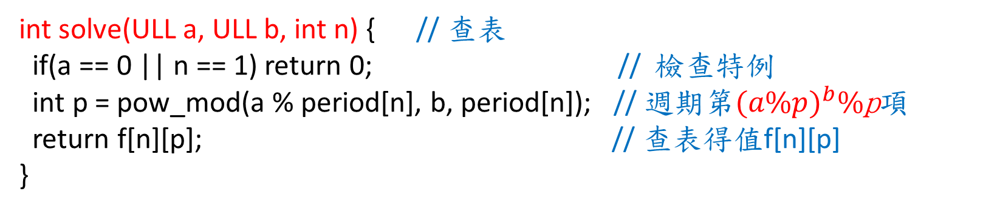 int solve(ULL a, ULL b, int n) { // 查表
if(a == 0 || n == 1) return 0; // 檢查特例
int p = pow_mod(a % period[n], b, period[n]); // 週期第(a%p)^b%p項
return f[n][p]; // 查表得值f[n][p]
}